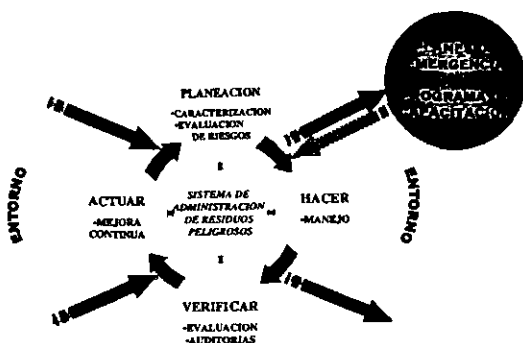 EMERGENCIA
PLANEACION
-CARACTERIZACION
-EVALUACION
DE RIESGOS
ENTORNO
ACTUAR
-MEJORA
CONTINUA
SISTEMA DE
ADMINISTRACION
DE RESIDUOS
PELIGROSOS
HACER
-MANEJO
ENTORNO
VERIFICAR
-EVALUACION
-AUDITORIAS